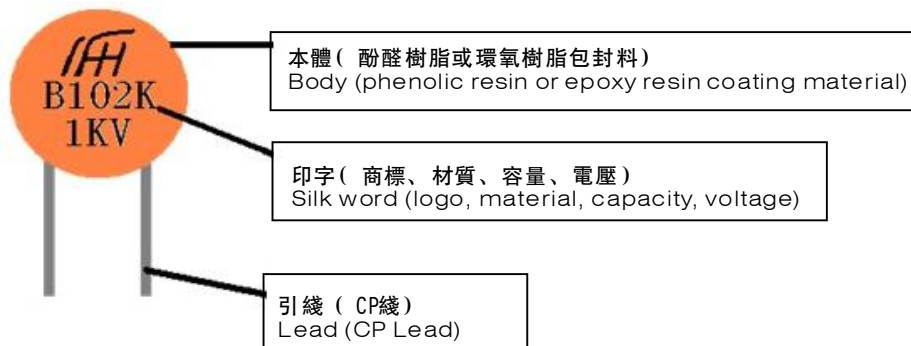 B102K
1KV
本體( 酚醛樹脂或環氧樹脂包封料)
Body (phenolic resin or epoxy resin coating material)
印字( 商標、材質、容量、電壓)
Silk word (logo, material, capacity, voltage)
引綫 ( CP綫)
Lead (CP Lead)